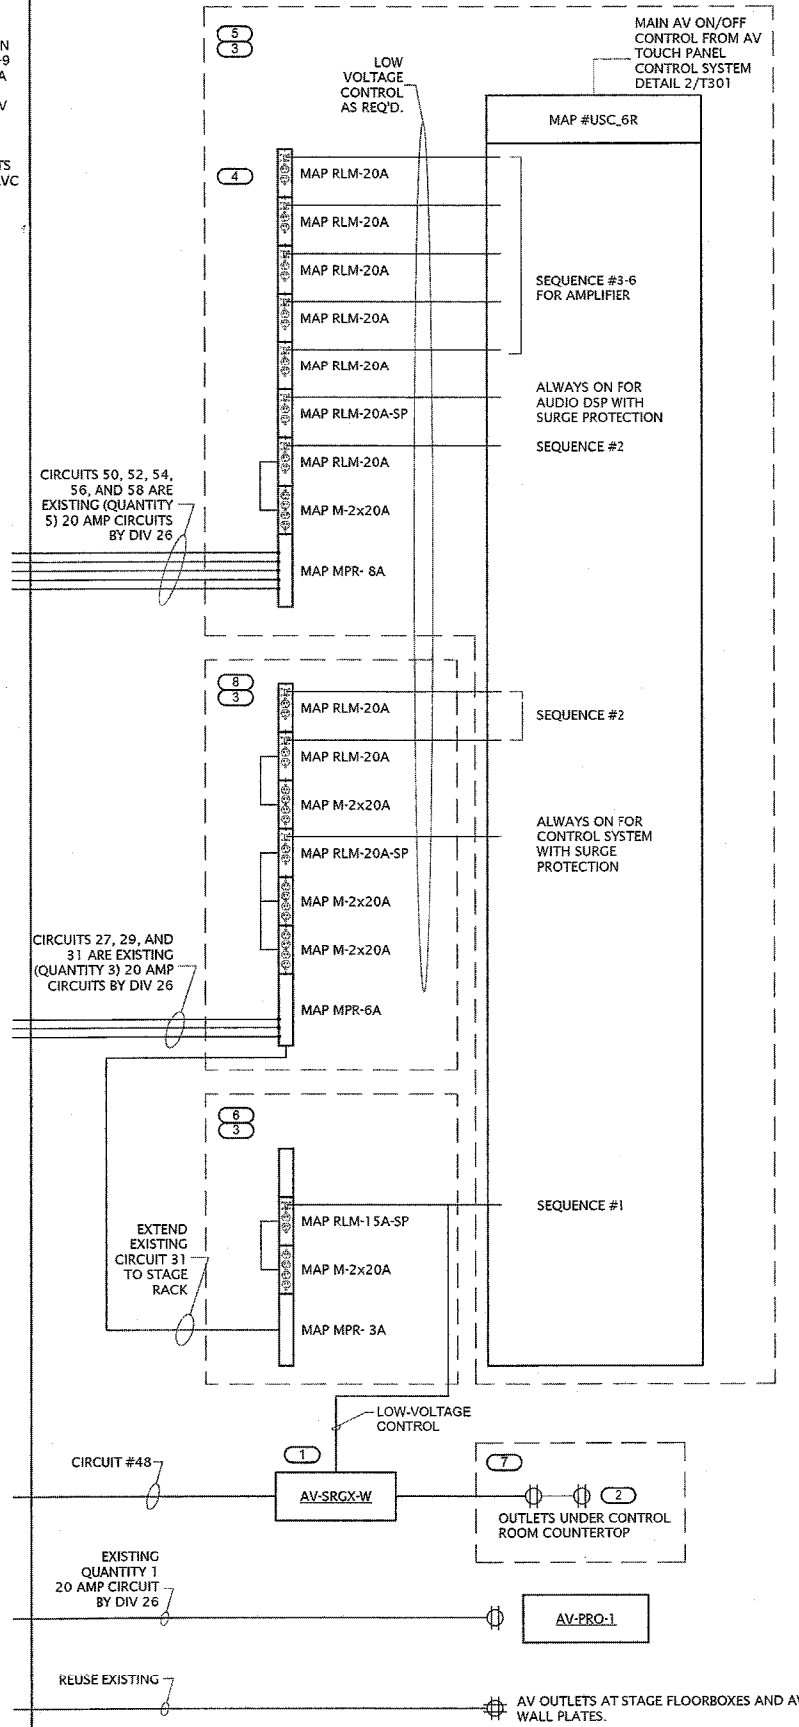 N
9
A
V
TS
VC
5
3
LOW
VOLTAGE
CONTROL
AS REQ'D.
MAIN AV ON/OFF
CONTROL FROM AV
TOUCH PANEL
CONTROL SYSTEM
DETAIL 2/T301
MAP #USC_6R
4
MAP RLM-20A
MAP RLM-20A
MAP RLM-20A
MAP RLM-20A
MAP RLM-20A
MAP RLM-20A-SP
MAP RLM-20A
MAP M-2x20A
MAP MPR- 8A
SEQUENCE #3-6
FOR AMPLIFIER
ALWAYS ON FOR
AUDIO DSP WITH
SURGE PROTECTION
SEQUENCE #2
CIRCUITS 50, 52, 54,
56, AND 58 ARE
EXISTING (QUANTITY
5) 20 AMP CIRCUITS
BY DIV 26
8
3
MAP RLM-20A
MAP RLM-20A
MAP M-2x20A
MAP RLM-20A-SP
MAP M-2x20A
MAP M-2x20A
MAP MPR-6A
SEQUENCE #2
ALWAYS ON FOR
CONTROL SYSTEM
WITH SURGE
PROTECTION
CIRCUITS 27, 29, AND
31 ARE EXISTING
(QUANTITY 3) 20 AMP
CIRCUITS BY DIV 26
6
3
MAP RLM-15A-SP
MAP M-2x20A
MAP MPR- 3A
SEQUENCE #1
EXTEND
EXISTING
CIRCUIT 31
TO STAGE
RACK
LOW-VOLTAGE
CONTROL
1
CIRCUIT #48
AV-SRGX-W
7
2
OUTLETS UNDER CONTROL
ROOM COUNTERTOP
EXISTING
QUANTITY 1
20 AMP CIRCUIT
BY DIV 26
AV-PRO-1
REUSE EXISTING
AV OUTLETS AT STAGE FLOORBOXES AND AV
WALL PLATES.